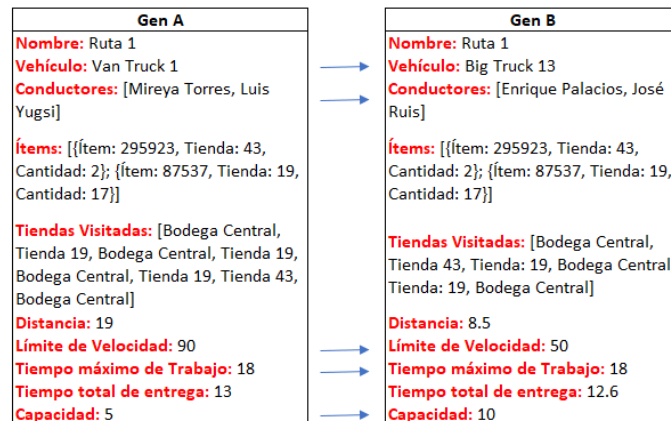 Gen A
Nombre: Ruta 1
Vehículo: Van Truck 1
Conductores: [Mireya Torres, Luis
Yugsi]
Ítems: [{Ítem: 295923, Tienda: 43,
Cantidad: 2}; {Ítem: 87537, Tienda: 19,
Cantidad: 17}]
Tiendas Visitadas: [Bodega Central,
Tienda 19, Bodega Central, Tienda 19,
Bodega Central, Tienda 19, Tienda 43,
Bodega Central]
Distancia: 19
Límite de Velocidad: 90
Tiempo máximo de Trabajo: 18
Tiempo total de entrega: 13
Capacidad: 5
Gen B
Nombre: Ruta 1
Vehículo: Big Truck 13
Conductores: [Enrique Palacios, José
Ruis]
Ítems: [{Ítem: 295923, Tienda: 43,
Cantidad: 2}; {Ítem: 87537, Tienda: 19,
Cantidad: 17}]
Tiendas Visitadas: [Bodega Central,
Tienda 43, Tienda: 19, Bodega Central
Tienda: 19, Bodega Central]
Distancia: 8.5
Límite de Velocidad: 50
Tiempo máximo de Trabajo: 18
Tiempo total de entrega: 12.6
Capacidad: 10